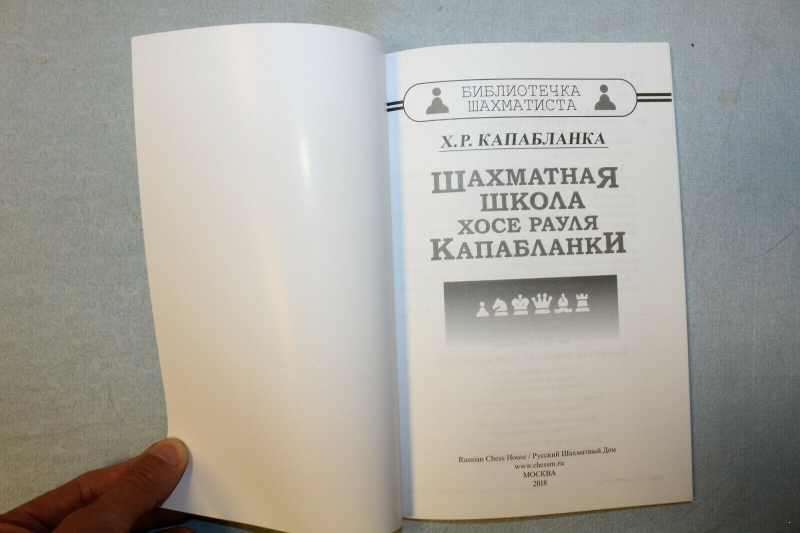 БИБЛИОТЕЧКА
ШАХМАТИСТА
Х.Р. КАПАБЛАНКА
ШАХМАТНАЯ
ШКОЛА
ХОСЕ РАУЛЯ
КАПАБЛАНКИ
Russian Chess House / Русский Шахматный Дом
www.chessm.ru
МОСКВА
2018